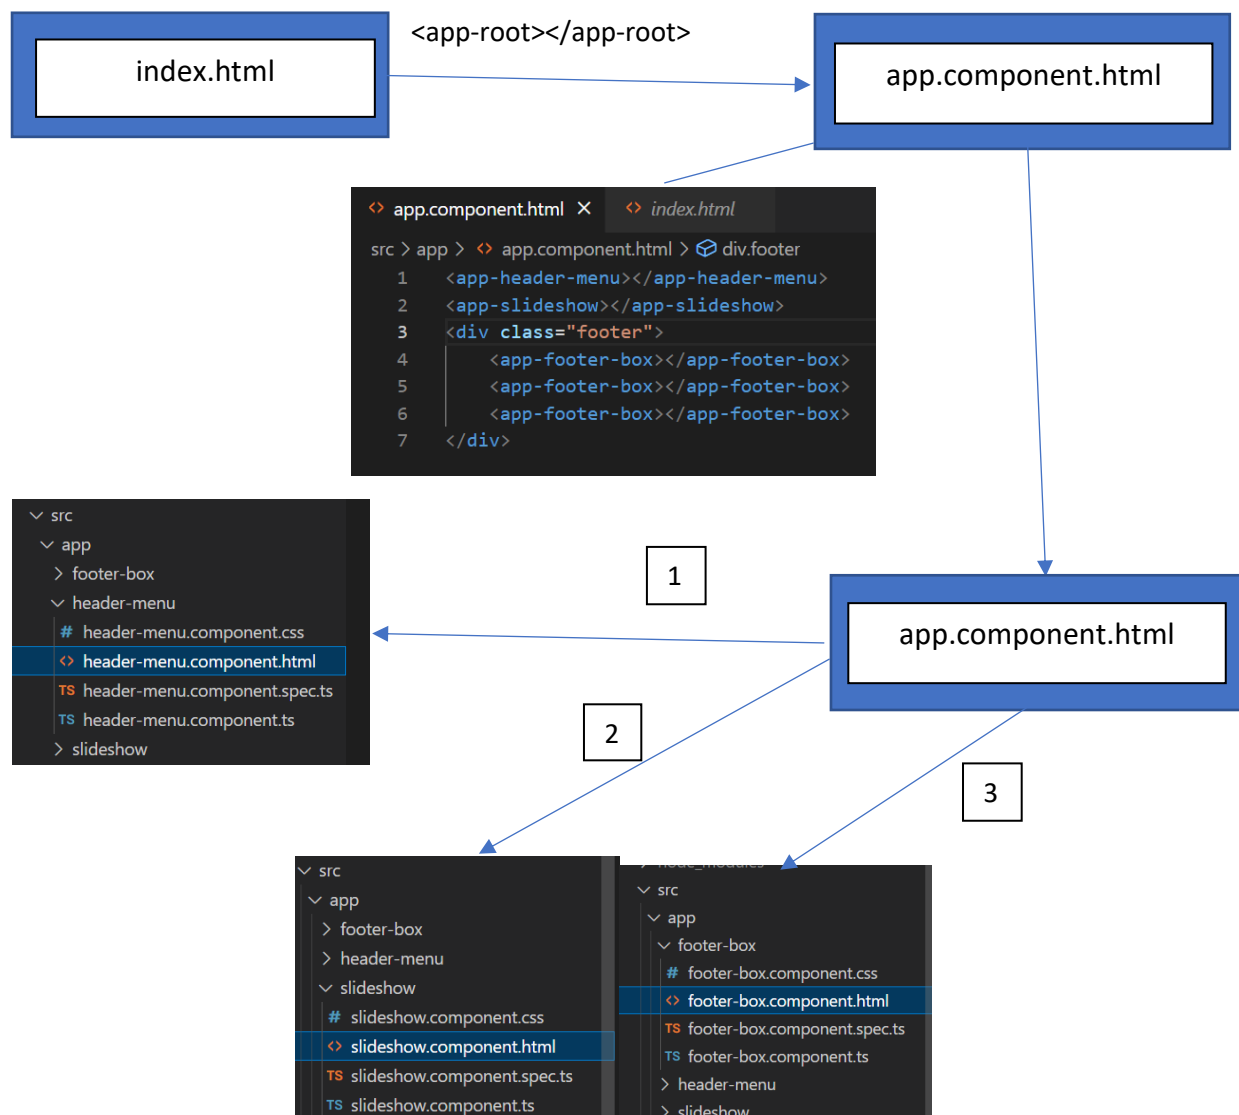 <app-root></app-root>
index.html
app.component.html
app.component.html
index.html
src > app > app.component.html > div.footer
1 <app-header-menu></app-header-menu>
2 <app-slideshow></app-slideshow>
3 <div class="footer">
4 <app-footer-box></app-footer-box>
5 <app-footer-box></app-footer-box>
6 <app-footer-box></app-footer-box>
7 </div>
src
app
footer-box
header-menu
# header-menu.component.css
<> header-menu.component.html
TS header-menu.component.spec.ts
TS header-menu.component.ts
slideshow
1
app.component.html
2
3
src
app
footer-box
header-menu
slideshow
# slideshow.component.css
<> slideshow.component.html
TS slideshow.component.spec.ts
TS slideshow.component.ts
node_modules
src
app
footer-box
# footer-box.component.css
<> footer-box.component.html
TS footer-box.component.spec.ts
TS footer-box.component.ts
header-menu
slideshow